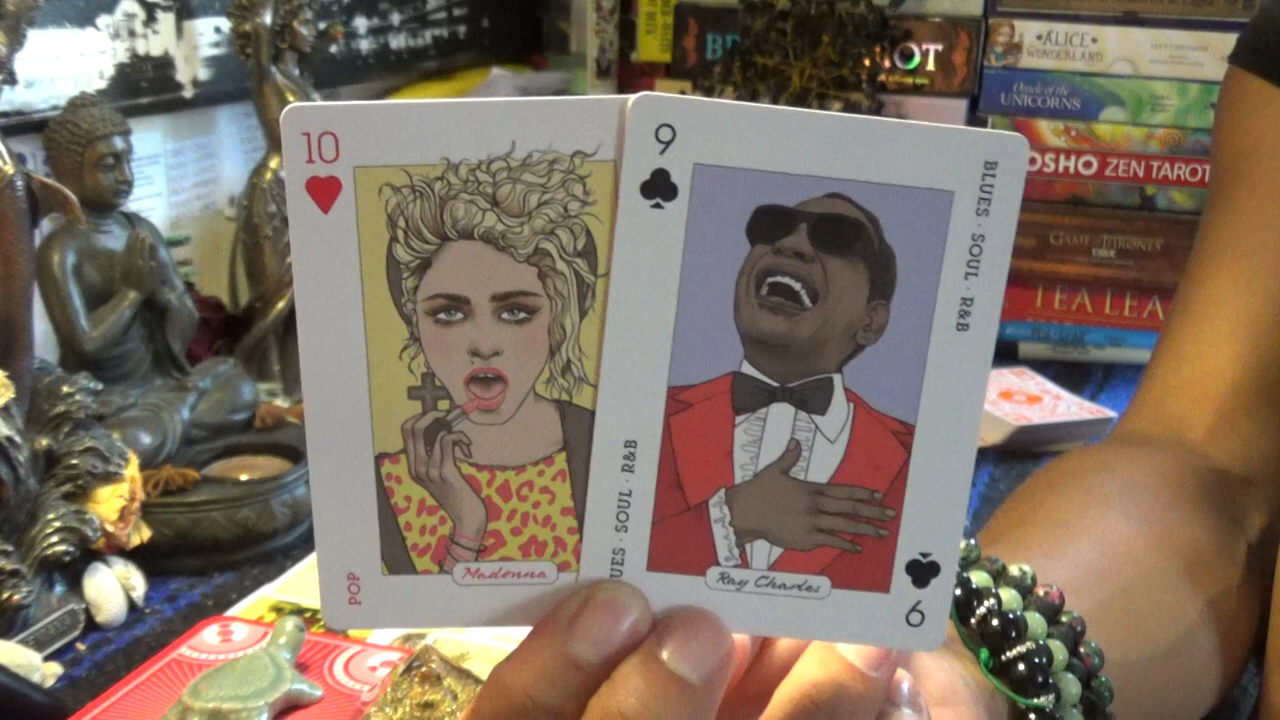 10
POP
Madonna
9
BLUES · SOUL · R&B
UES · SOUL · R&B
Ray Charles
9
OT
ALICE
WONDERLAND
Oracle of the
UNICORNS
OSHO ZEN TAROT
GAME OF THRONES
TEA LEA